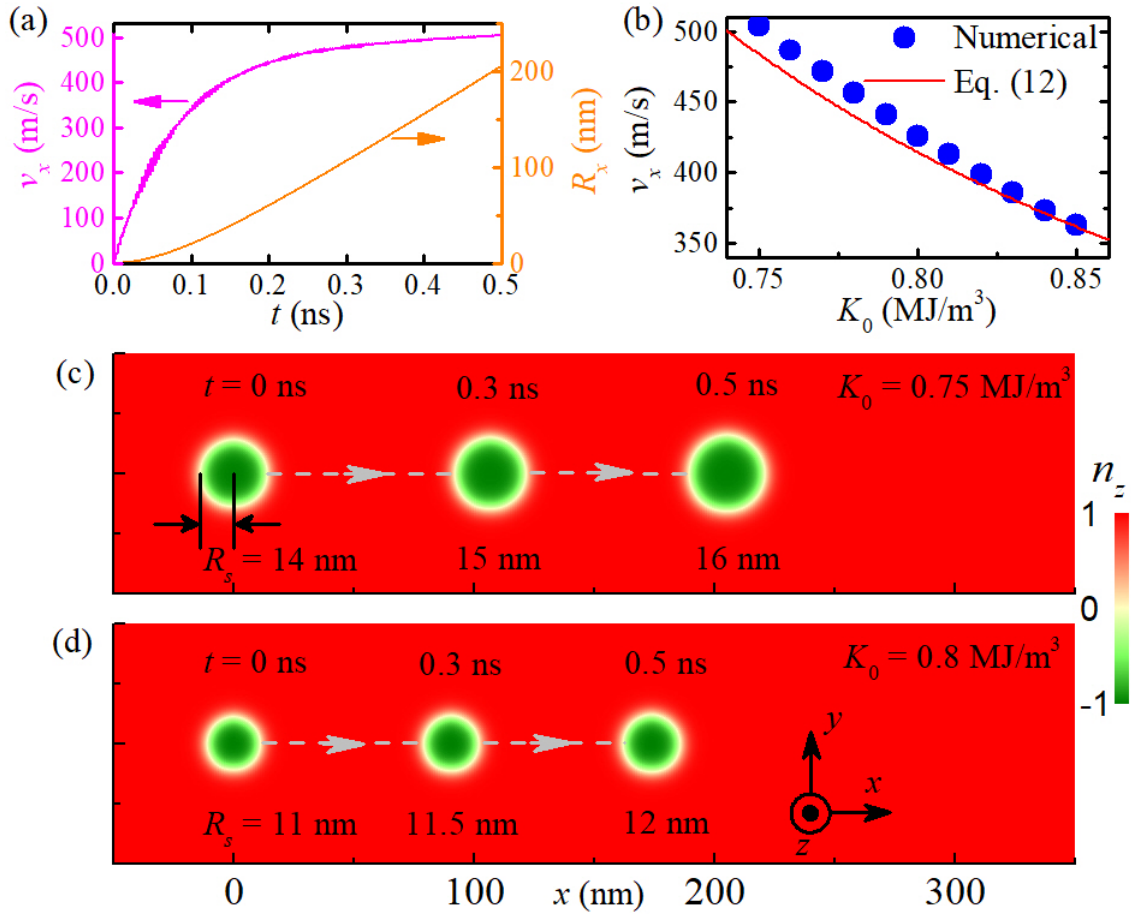 (a)
500
400
300
200
100
0
v_x (m/s)
200
100
0
R_x (nm)
0.0 0.1 0.2 0.3 0.4 0.5
t (ns)
(b)
500
450
400
350
v_x (m/s)
Numerical
Eq. (12)
0.75 0.80 0.85
K_0 (MJ/m^3)
(c)
t = 0 ns 0.3 ns 0.5 ns K_0 = 0.75 MJ/m^3
R_s = 14 nm 15 nm 16 nm
n_z
1
0
-1
(d)
t = 0 ns 0.3 ns 0.5 ns K_0 = 0.8 MJ/m^3
y
x
z
R_s = 11 nm 11.5 nm 12 nm
0 100 200 300
x (nm)